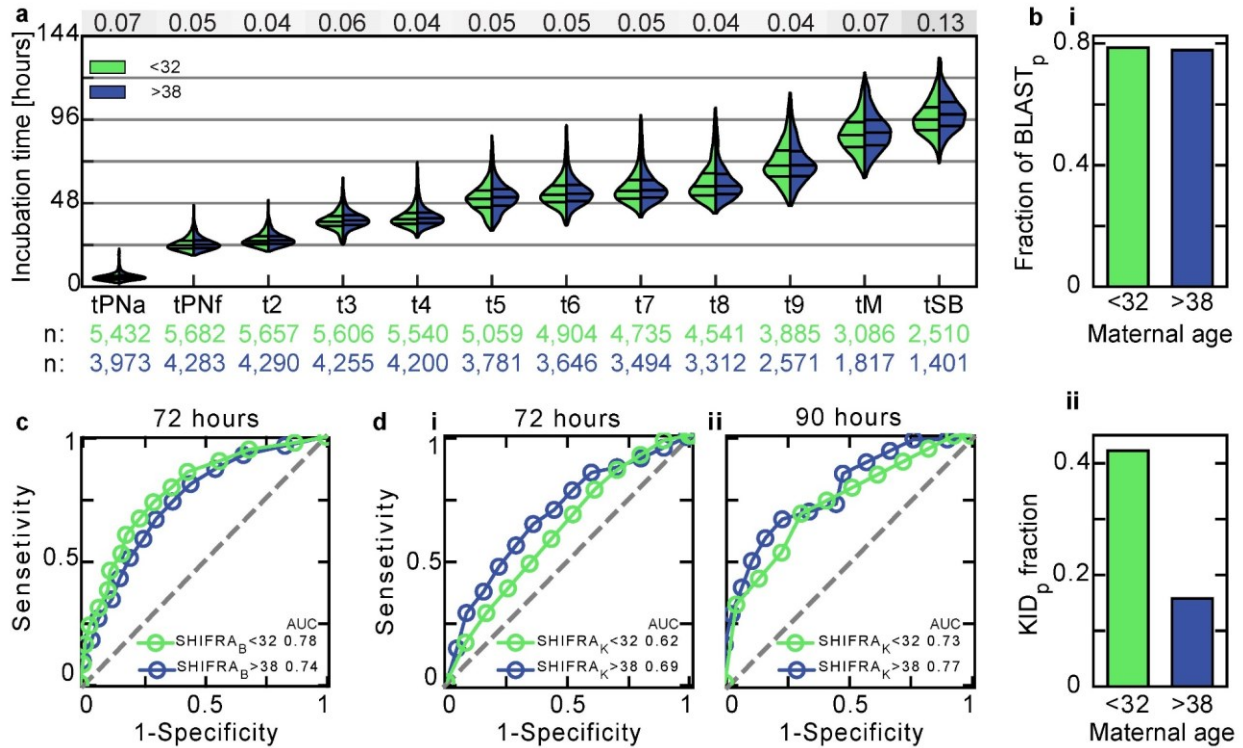 a
0.07 0.05 0.04 0.06 0.04 0.05 0.05 0.05 0.04 0.04 0.07 0.13
Incubation time [hours]
144
96
48
0
<32
>38
tPNa tPNf t2 t3 t4 t5 t6 t7 t8 t9 tM tSB
n: 5,432 5,682 5,657 5,606 5,540 5,059 4,904 4,735 4,541 3,885 3,086 2,510
n: 3,973 4,283 4,290 4,255 4,200 3,781 3,646 3,494 3,312 2,571 1,817 1,401
b i
Fraction of BLASTp
0.8
0.4
0
<32 >38
Maternal age
c
72 hours
Sensetivity
1
0.5
0
AUC
SHIFRAB<32 0.78
SHIFRAB>38 0.74
0 0.5 1
1-Specificity
d i
72 hours
Sensetivity
1
0.5
0
AUC
SHIFRAK<32 0.62
SHIFRAK>38 0.69
0 0.5 1
1-Specificity
ii
90 hours
1
0.5
0
AUC
SHIFRAK<32 0.73
SHIFRAK>38 0.77
0 0.5 1
1-Specificity
ii
KIDp fraction
0.4
0.2
0
<32 >38
Maternal age